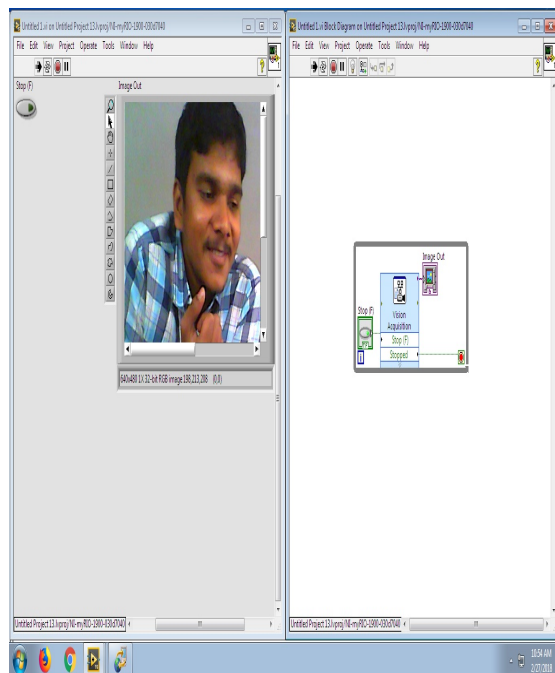 Untitled 1.vi on Untitled Project 13.lvproj/NI-myRIO-1900-030d7040
File Edit View Project Operate Tools Window Help
Stop (F)
Image Out
640x480 1X 32-bit RGB image 198,213,208 (0,0)
Untitled Project 13.lvproj/NI-myRIO-1900-030d7040
Untitled 1.vi Block Diagram on Untitled Project 13.lvproj/NI-myRIO-1900-030d7040
File Edit View Project Operate Tools Window Help
Image Out
Stop (F)
Vision
Acquisition
Stop (F)
Stopped
i
Untitled Project 13.lvproj/NI-myRIO-1900-030d7040
10:54 AM
2/27/2018